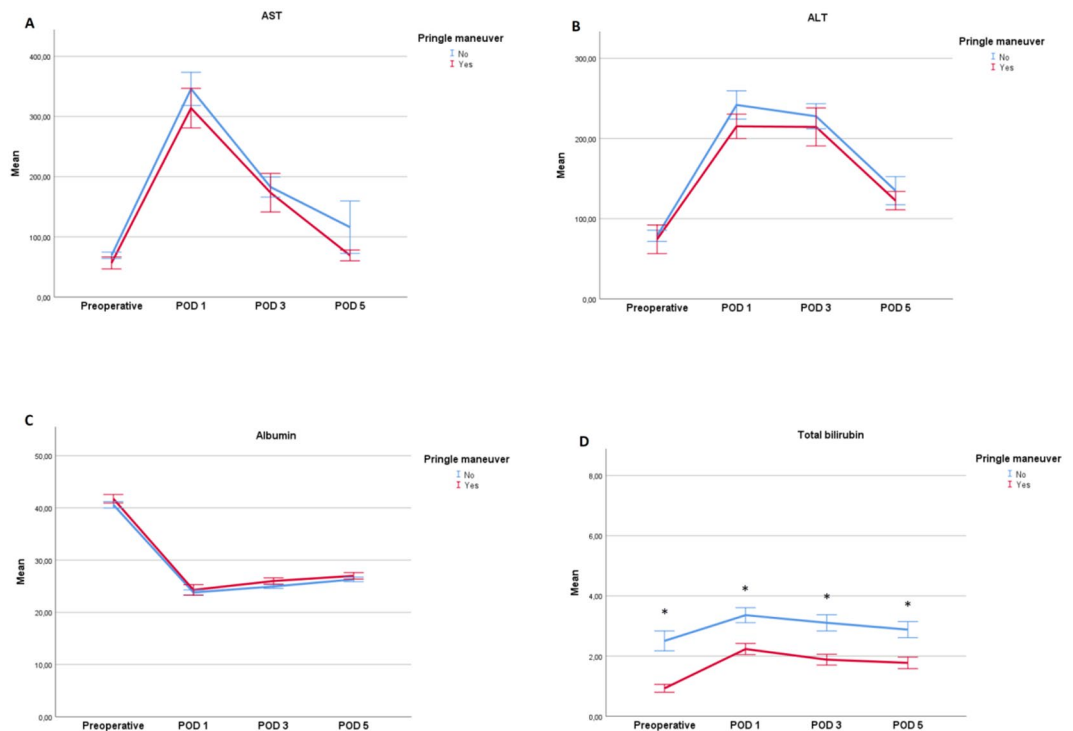 A
AST
Pringle maneuver
No
Yes
Mean
400,00
300,00
200,00
100,00
0,00
Preoperative POD 1 POD 3 POD 5
B
ALT
Pringle maneuver
No
Yes
Mean
300,00
200,00
100,00
0,00
Preoperative POD 1 POD 3 POD 5
C
Albumin
Pringle maneuver
No
Yes
Mean
50,00
40,00
30,00
20,00
10,00
0,00
Preoperative POD 1 POD 3 POD 5
D
Total bilirubin
Pringle maneuver
No
Yes
Mean
8,00
6,00
4,00
2,00
0,00
* * * *
Preoperative POD 1 POD 3 POD 5